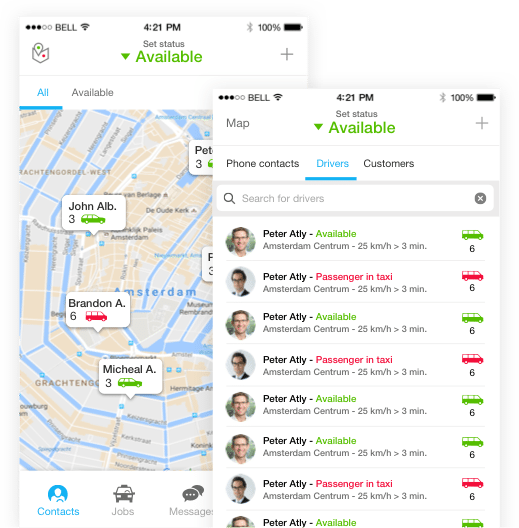 BELL 4:21 PM 100%
Set status
Available
All Available
Pete
3
John Alb.
3
De Oude Kerk
Amsterdam
Brandon A.
6
Micheal A.
3
GRACHTENGORDEL-WEST
Hermitage Amsterdam
Keizersgracht
Contacts Jobs Messages
BELL 4:21 PM 100%
Set status
Map Available
Phone contacts Drivers Customers
Search for drivers
Peter Atly - Available
Amsterdam Centrum - 25 km/h > 3 min.
6
Peter Atly - Passenger in taxi
Amsterdam Centrum - 25 km/h > 3 min.
6
Peter Atly - Available
Amsterdam Centrum - 25 km/h > 3 min.
6
Peter Atly - Passenger in taxi
Amsterdam Centrum - 25 km/h > 3 min.
6
Peter Atly - Available
Amsterdam Centrum - 25 km/h > 3 min.
6
Peter Atly - Available
Amsterdam Centrum - 25 km/h > 3 min.
6
Peter Atly - Passenger in taxi
Amsterdam Centrum - 25 km/h > 3 min.
6
Peter Atly - Available